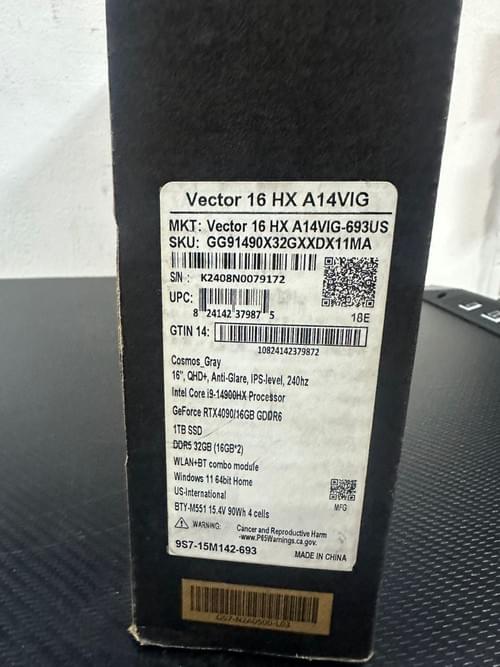 Vector 16 HX A14VIG
MKT: Vector 16 HX A14VIG-693US
SKU: GG91490X32GXXDX11MA
S/N : K2408N0079172
UPC:
8 24142 37987 5
18E
GTIN 14:
10824142379872
Cosmos_Gray
16", QHD+, Anti-Glare, IPS-level, 240hz
Intel Core i9-14900HX Processor
GeForce RTX4090/16GB GDDR6
1TB SSD
DDR5 32GB (16GB*2)
WLAN+BT combo module
Windows 11 64bit Home
US-International
MFG
BTY-M551 15.4V 90Wh 4 cells
WARNING: Cancer and Reproductive Harm
-www.P65Warnings.ca.gov.
9S7-15M142-693
MADE IN CHINA